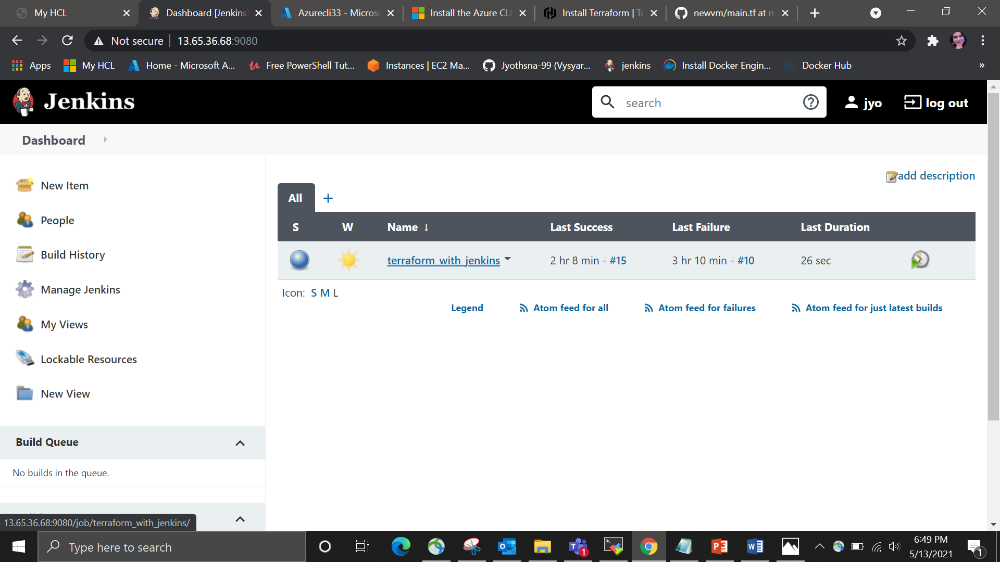 My HCL
Dashboard [Jenkins]
Azurecli33 - Micros
Install the Azure CLI
Install Terraform | Te
newvm/main.tf at m
Not secure 13.65.36.68:9080
Apps
My HCL
Home - Microsoft A...
Free PowerShell Tut...
Instances | EC2 Ma...
Jyothsna-99 (Vysyar...
jenkins
Install Docker Engin...
Docker Hub
»
Jenkins
search
jyo
log out
Dashboard
New Item
People
Build History
Manage Jenkins
My Views
Lockable Resources
New View
Build Queue
No builds in the queue.
13.65.36.68:9080/job/terraform_with_jenkins/
add description
All +
S W Name ↓ Last Success Last Failure Last Duration
terraform_with_jenkins 2 hr 8 min - #15 3 hr 10 min - #10 26 sec
Icon: S M L
Legend Atom feed for all Atom feed for failures Atom feed for just latest builds
Type here to search
6:49 PM
5/13/2021
1
1